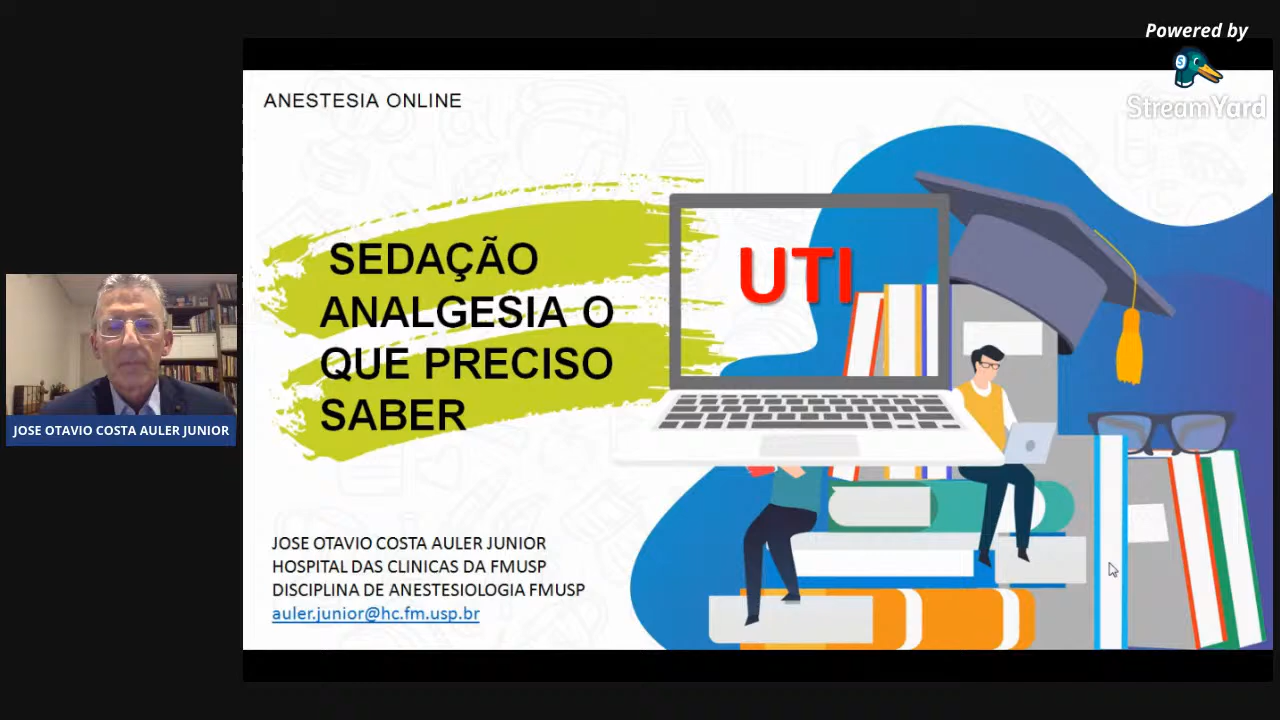 Powered by
StreamYard
ANESTESIA ONLINE
SEDAÇÃO
ANALGESIA O
QUE PRECISO
SABER
UTI
JOSE OTAVIO COSTA AULER JUNIOR
JOSE OTAVIO COSTA AULER JUNIOR
HOSPITAL DAS CLINICAS DA FMUSP
DISCIPLINA DE ANESTESIOLOGIA FMUSP
auler.junior@hc.fm.usp.br